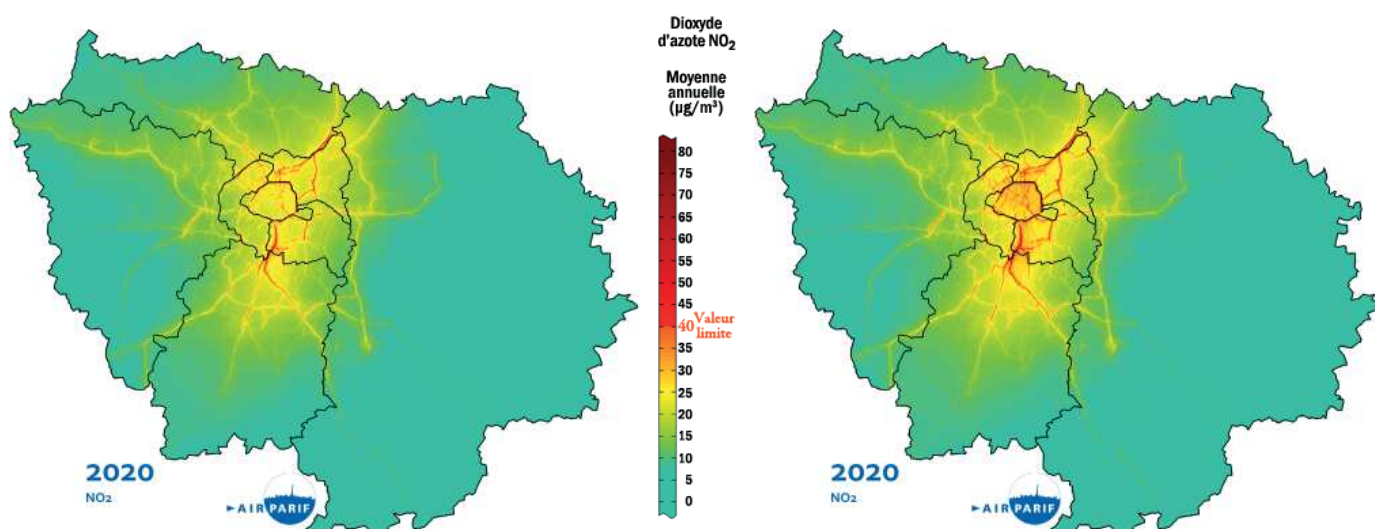 Dioxyde
d'azote NO₂
Moyenne
annuelle
(µg/m³)
80
75
70
65
60
55
50
45
40 Valeur
limite
35
30
25
20
15
10
5
0
2020
NO₂
AIRPARIF
2020
NO₂
AIRPARIF